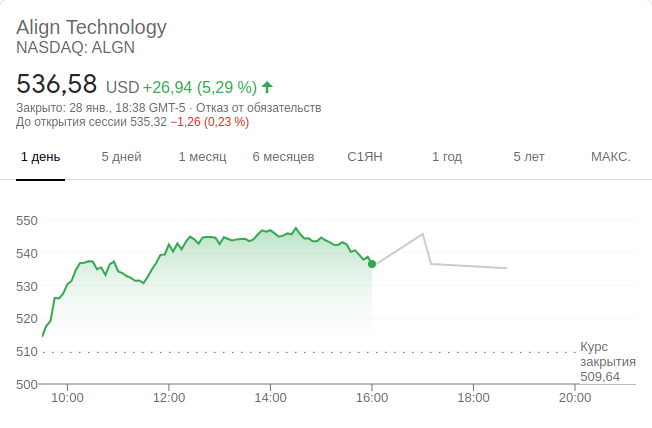 Align Technology
NASDAQ: ALGN
536,58 USD +26,94 (5,29 %)
Закрыто: 28 янв., 18:38 GMT-5 · Отказ от обязательств
До открытия сессии 535,32 −1,26 (0,23 %)
1 день 5 дней 1 месяц 6 месяцев С1ЯН 1 год 5 лет МАКС.
550
540
530
520
510
Курс
закрытия
509,64
500
10:00 12:00 14:00 16:00 18:00 20:00